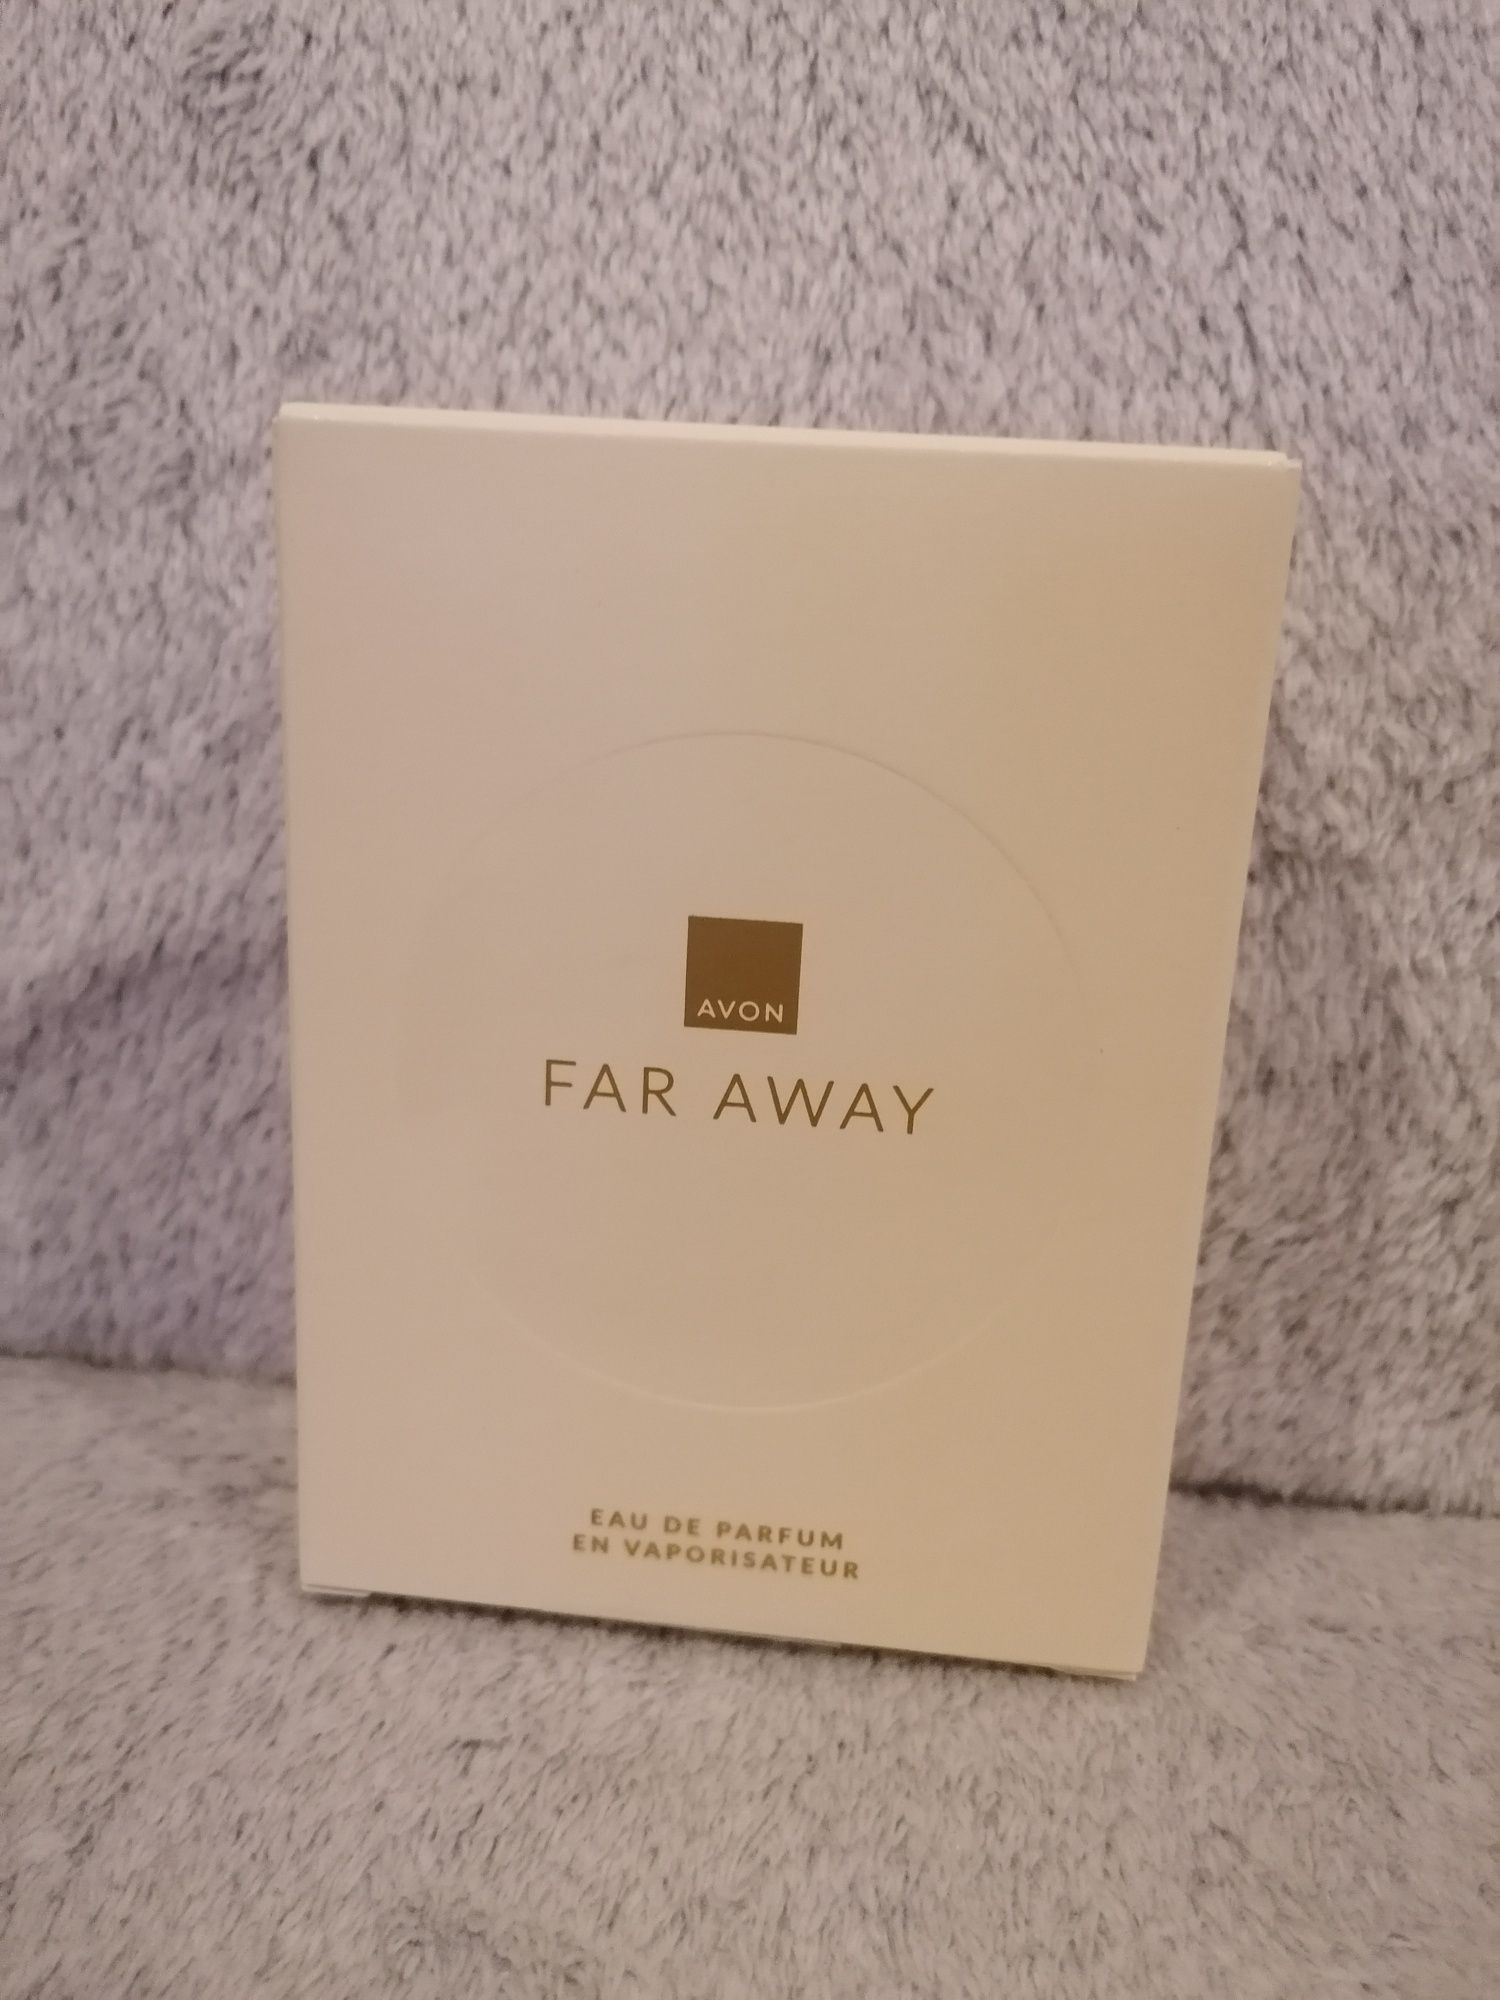 AVON
FAR AWAY
EAU DE PARFUM
EN VAPORISATEUR